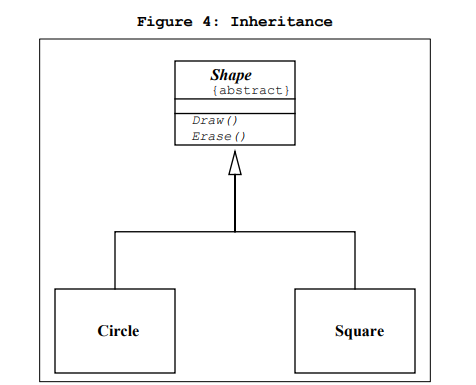 Figure 4: Inheritance
Shape
{abstract}
Draw()
Erase()
Circle
Square